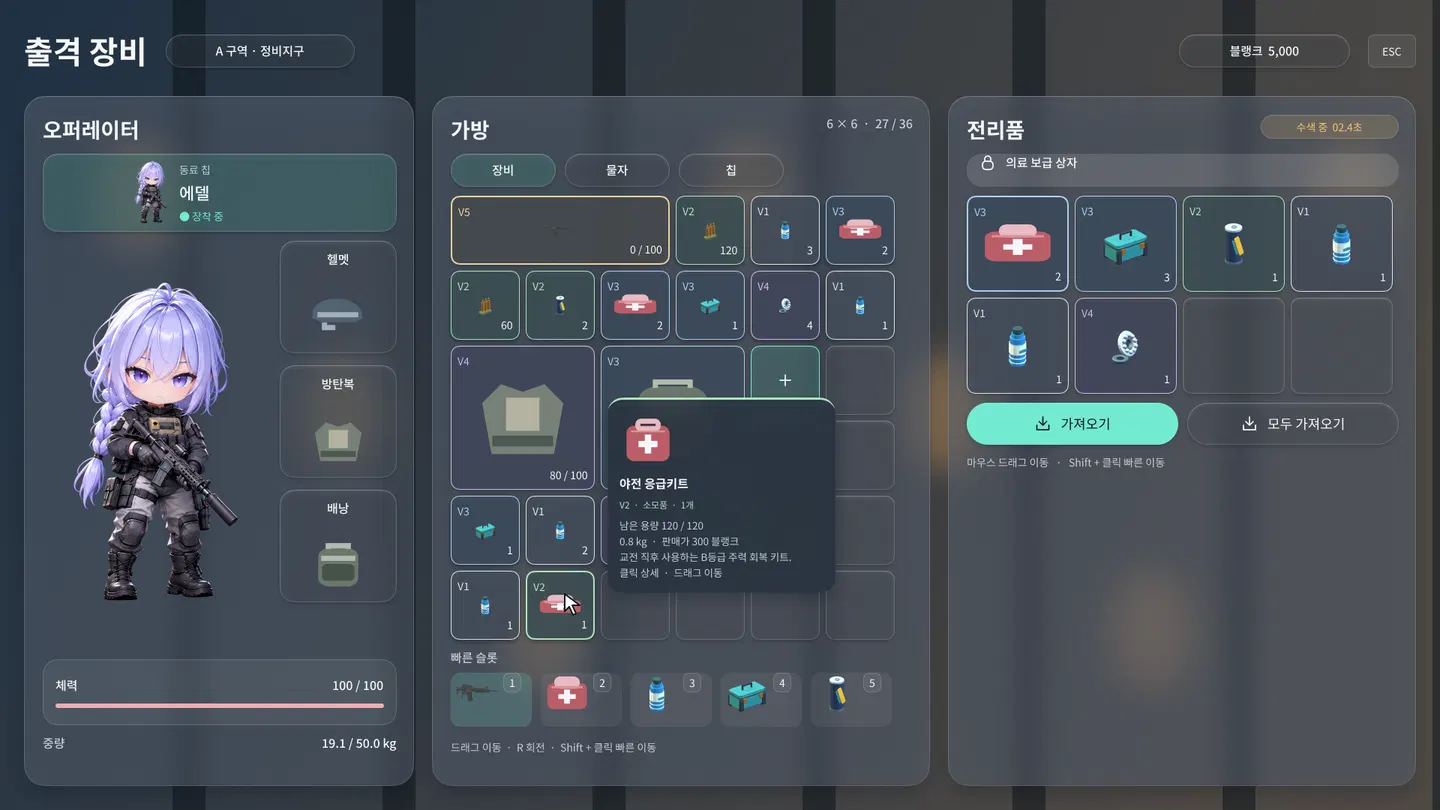 출격 장비
A 구역 · 정비지구
블랭크 5,000
ESC
오퍼레이터
동료 칩
에델
장착 중
헬멧
방탄복
배낭
체력
100 / 100
중량
19.1 / 50.0 kg
가방
6 × 6 · 27 / 36
장비
물자
칩
V5
0 / 100
V2
120
V1
3
V3
2
V2
60
V2
2
V3
2
V3
1
V4
4
V1
1
V4
80 / 100
V3
+
V3
1
V1
2
V1
1
V2
1
야전 응급키트
V2 · 소모품 · 1개
남은 용량 120 / 120
0.8 kg · 판매가 300 블랭크
교전 직후 사용하는 B등급 주력 회복 키트.
클릭 상세 · 드래그 이동
빠른 슬롯
1
2
3
4
5
드래그 이동 · R 회전 · Shift + 클릭 빠른 이동
전리품
수색 중 02.4초
의료 보급 상자
V3
2
V3
3
V2
1
V1
1
V1
1
V4
1
가져오기
모두 가져오기
마우스 드래그 이동 · Shift + 클릭 빠른 이동